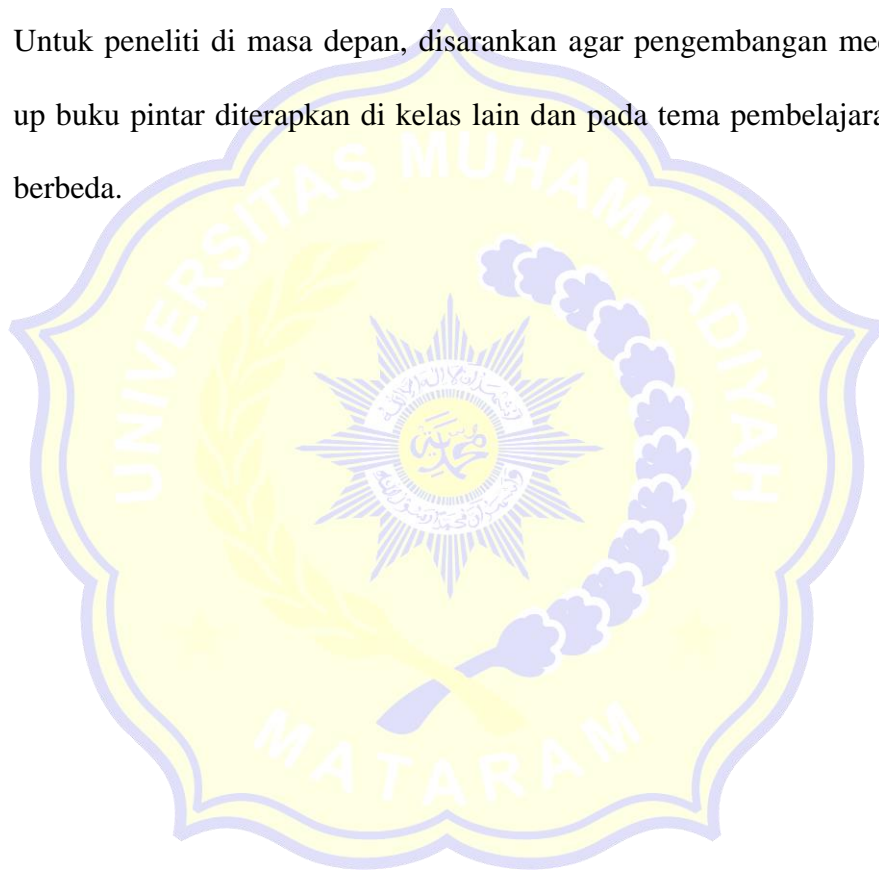 Untuk peneliti di masa depan, disarankan agar pengembangan me
up buku pintar diterapkan di kelas lain dan pada tema pembelajara
berbeda.
UNIVERSITAS MUHAMMADIYAH
MATARAM